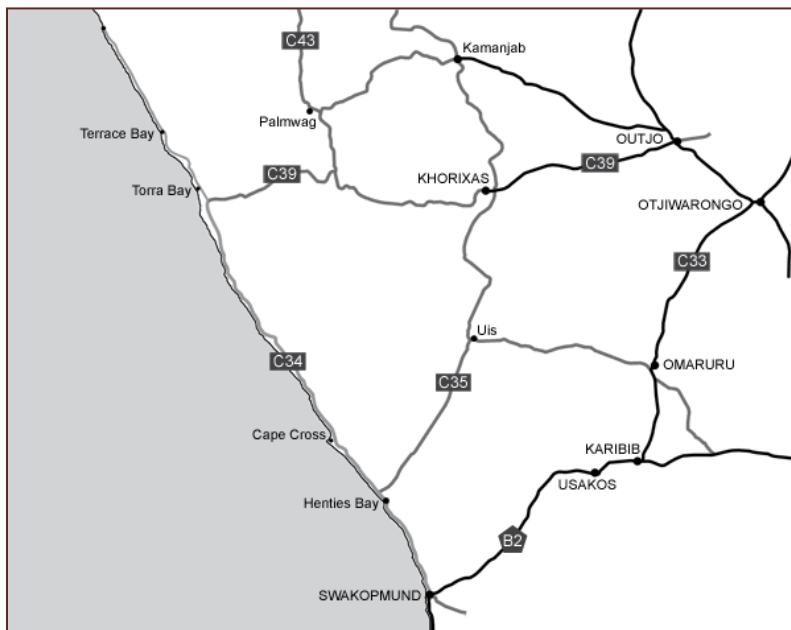 C43
Kamanjab
Palmwag
Terrace Bay
OUTJO
C39
C39
KHORIXAS
Torra Bay
OTJIWARONGO
C33
Uis
C34
OMARURU
C35
Cape Cross
KARIBIB
USAKOS
Henties Bay
B2
SWAKOPMUND